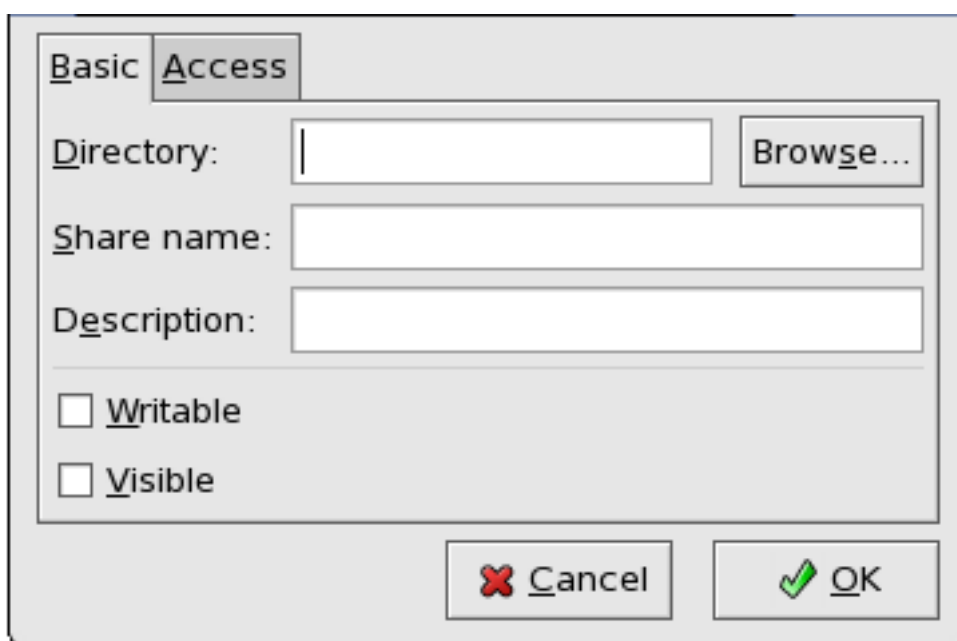 Basic Access
Directory: Browse...
Share name:
Description:
Writable
Visible
Cancel OK